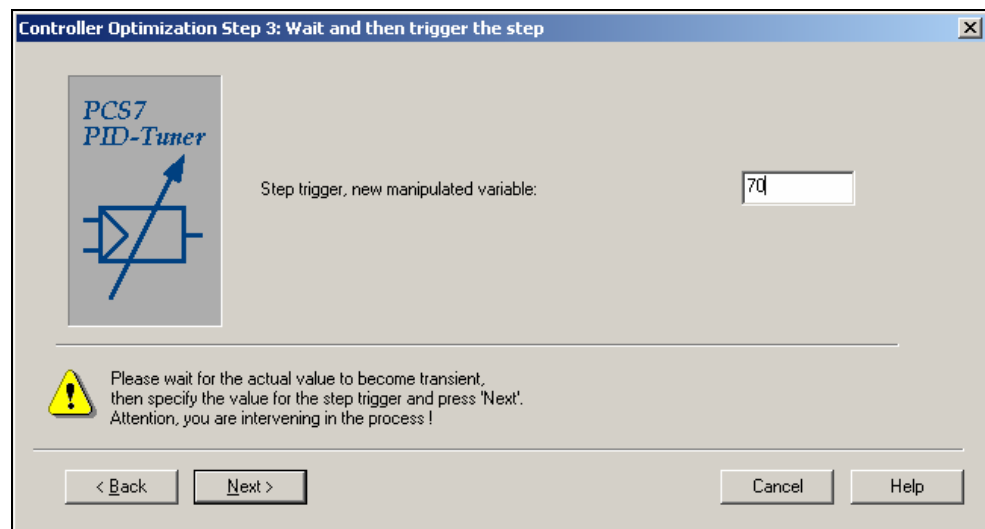 Controller Optimization Step 3: Wait and then trigger the step
PCS7
PID-Tuner
Step trigger, new manipulated variable:
70
Please wait for the actual value to become transient,
then specify the value for the step trigger and press 'Next'.
Attention, you are intervening in the process !
< Back
Next >
Cancel
Help